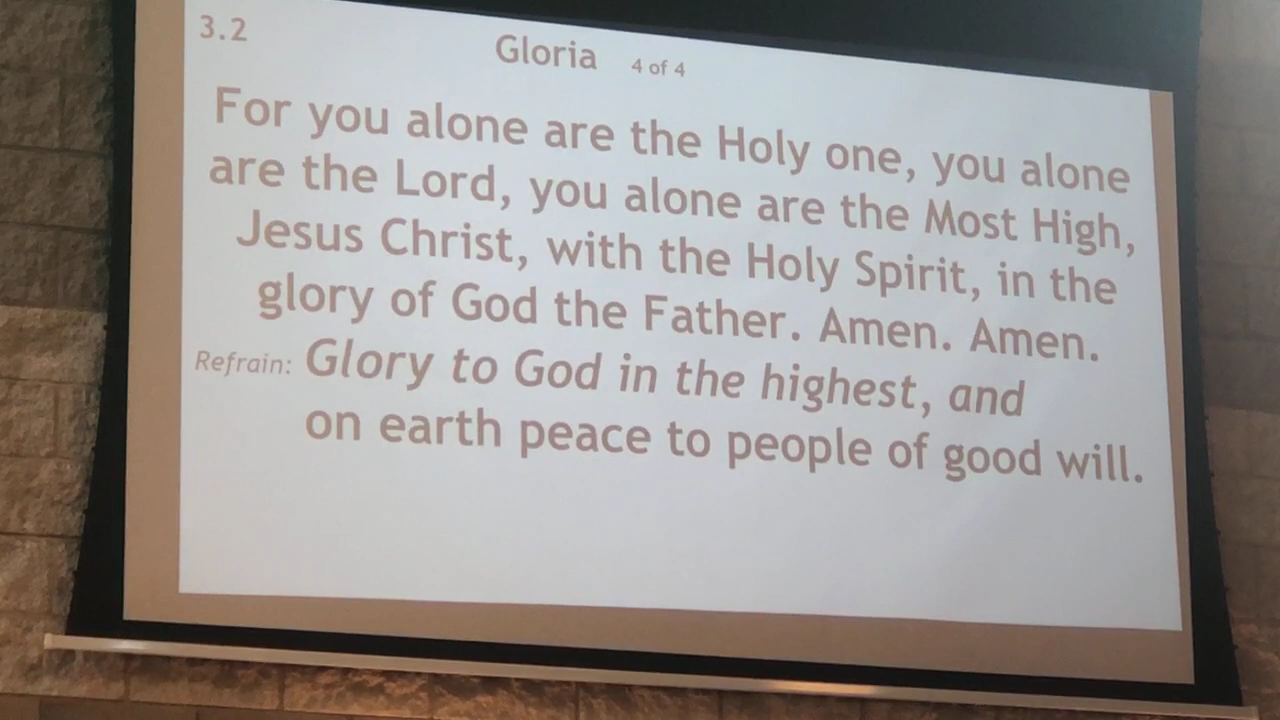 3.2
Gloria 4 of 4
For you alone are the Holy one, you alone
are the Lord, you alone are the Most High,
Jesus Christ, with the Holy Spirit, in the
glory of God the Father. Amen. Amen.
Refrain: Glory to God in the highest, and
on earth peace to people of good will.